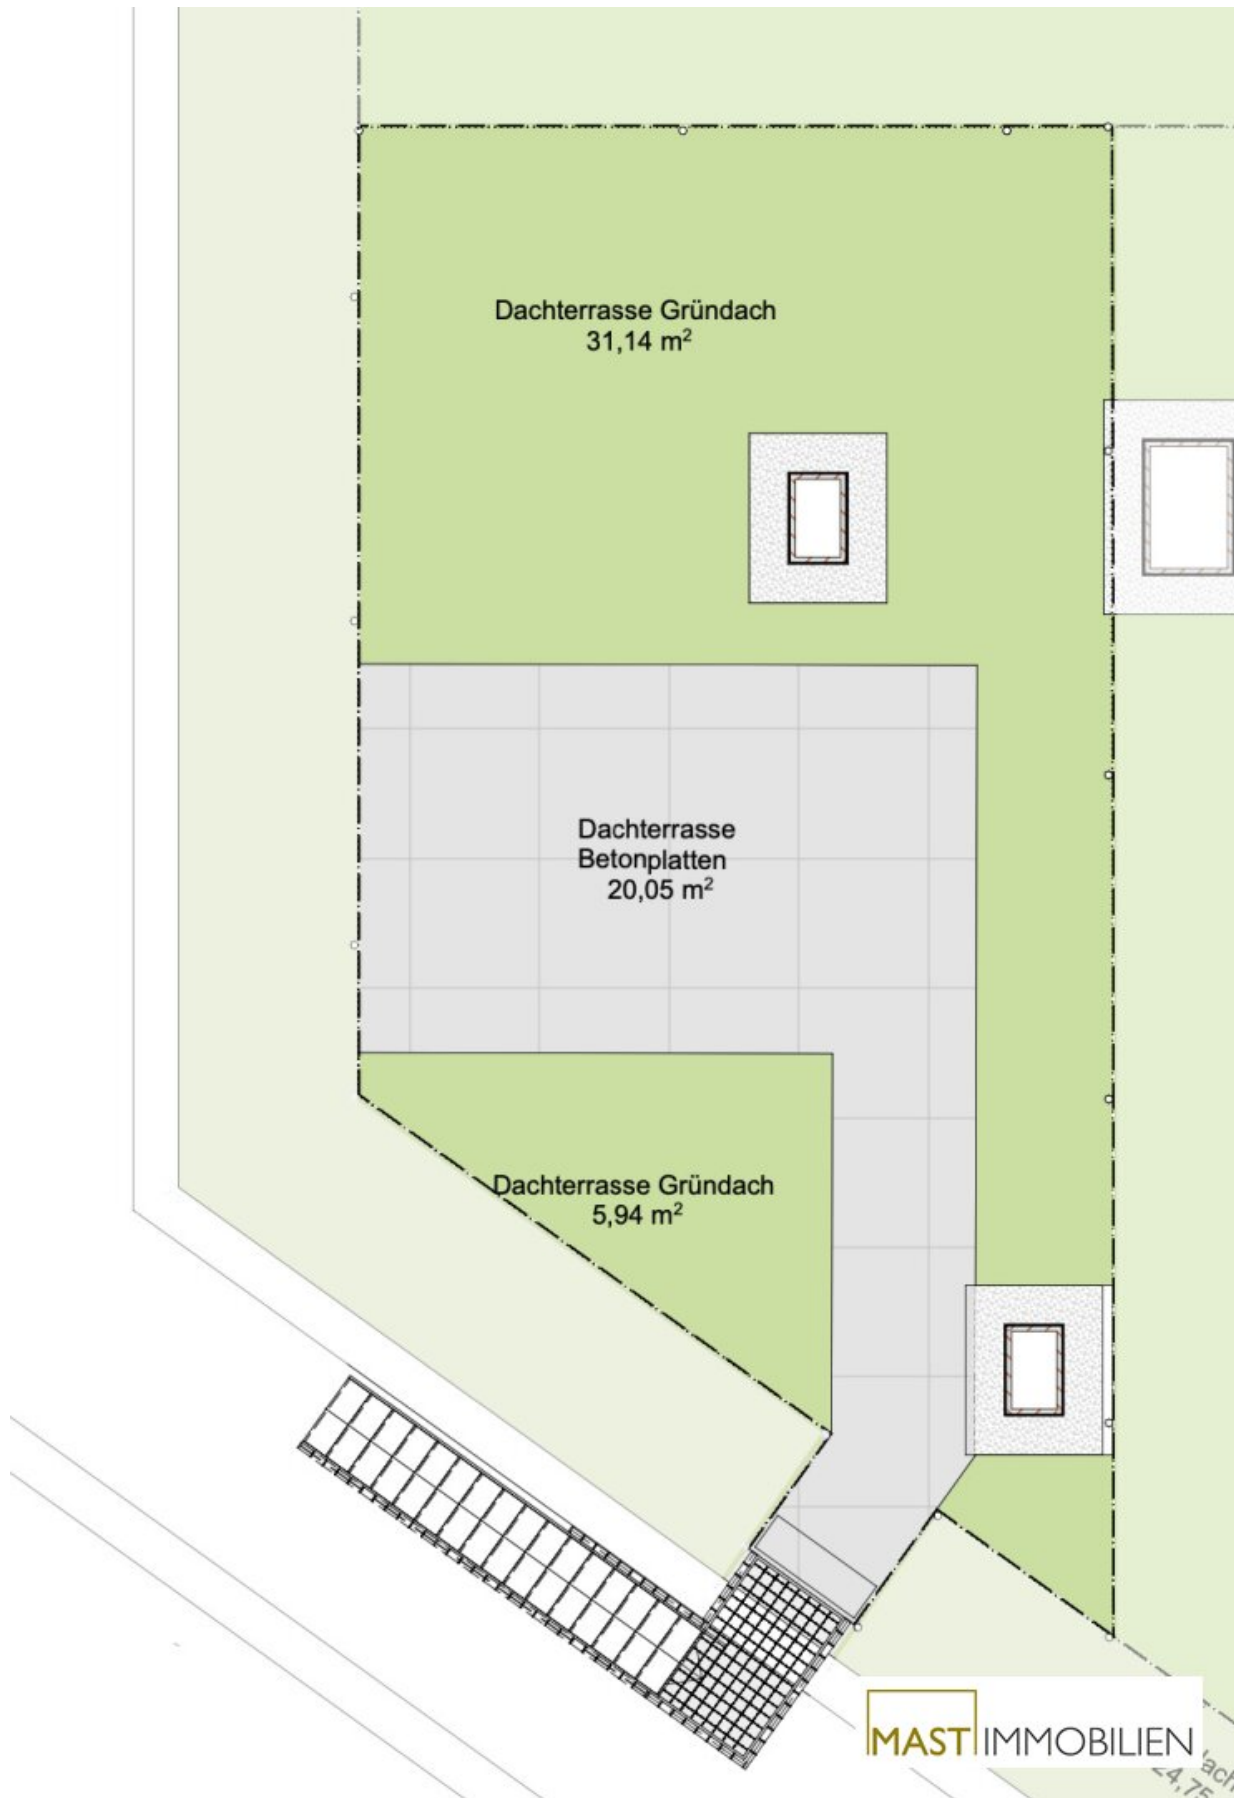 Dachterrasse Gründach
31,14 m²
Dachterrasse
Betonplatten
20,05 m²
Dachterrasse Gründach
5,94 m²
MAST IMMOBILIEN